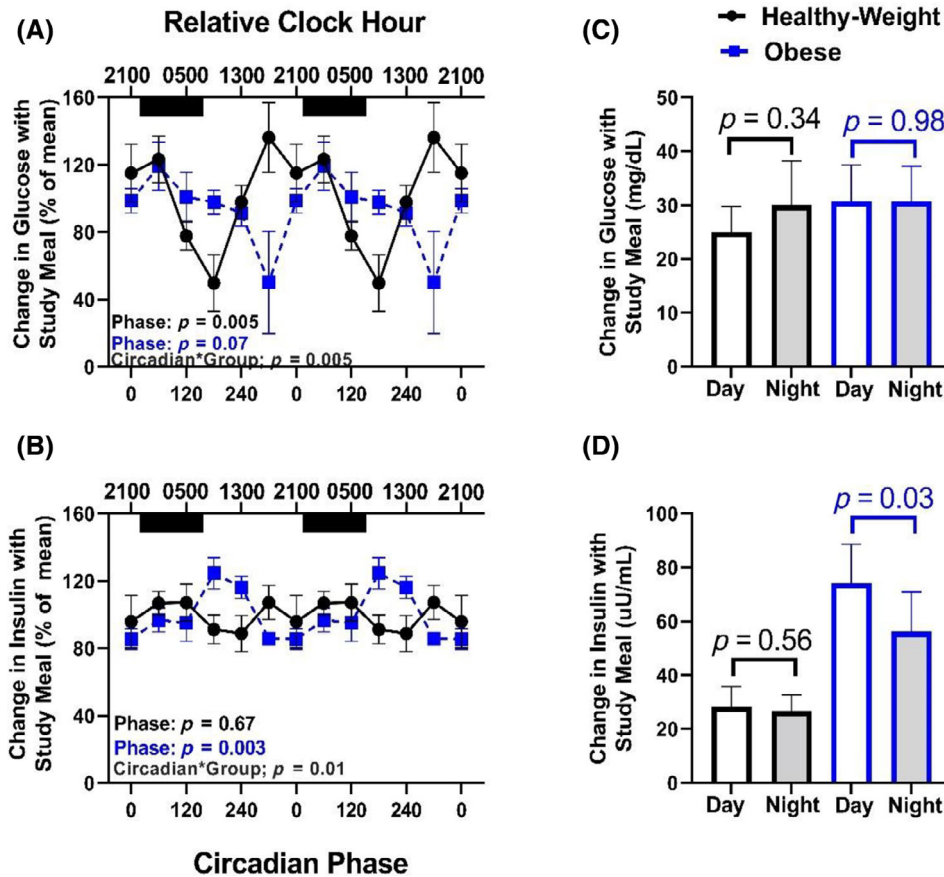 (A)
Relative Clock Hour
2100 0500 1300 2100 0500 1300 2100
Change in Glucose with
Study Meal (% of mean)
160
120
80
40
0
Phase: p = 0.005
Phase: p = 0.07
Circadian*Group; p = 0.005
0 120 240 0 120 240 0
(B)
2100 0500 1300 2100 0500 1300 2100
Change in Insulin with
Study Meal (% of mean)
160
120
80
40
0
Phase: p = 0.67
Phase: p = 0.003
Circadian*Group; p = 0.01
0 120 240 0 120 240 0
Circadian Phase
(C)
Healthy-Weight
Obese
Change in Glucose with
Study Meal (mg/dL)
50
40
30
20
10
0
p = 0.34
p = 0.98
Day Night Day Night
(D)
Change in Insulin with
Study Meal (uU/mL)
100
80
60
40
20
0
p = 0.56
p = 0.03
Day Night Day Night